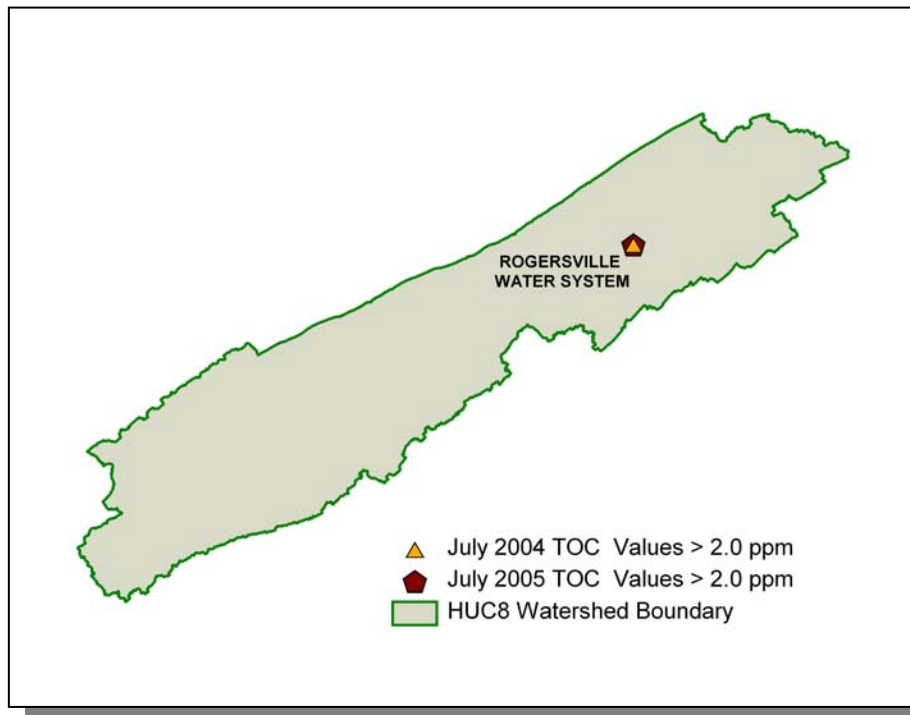 ROGERSVILLE
WATER SYSTEM
July 2004 TOC Values > 2.0 ppm
July 2005 TOC Values > 2.0 ppm
HUC8 Watershed Boundary